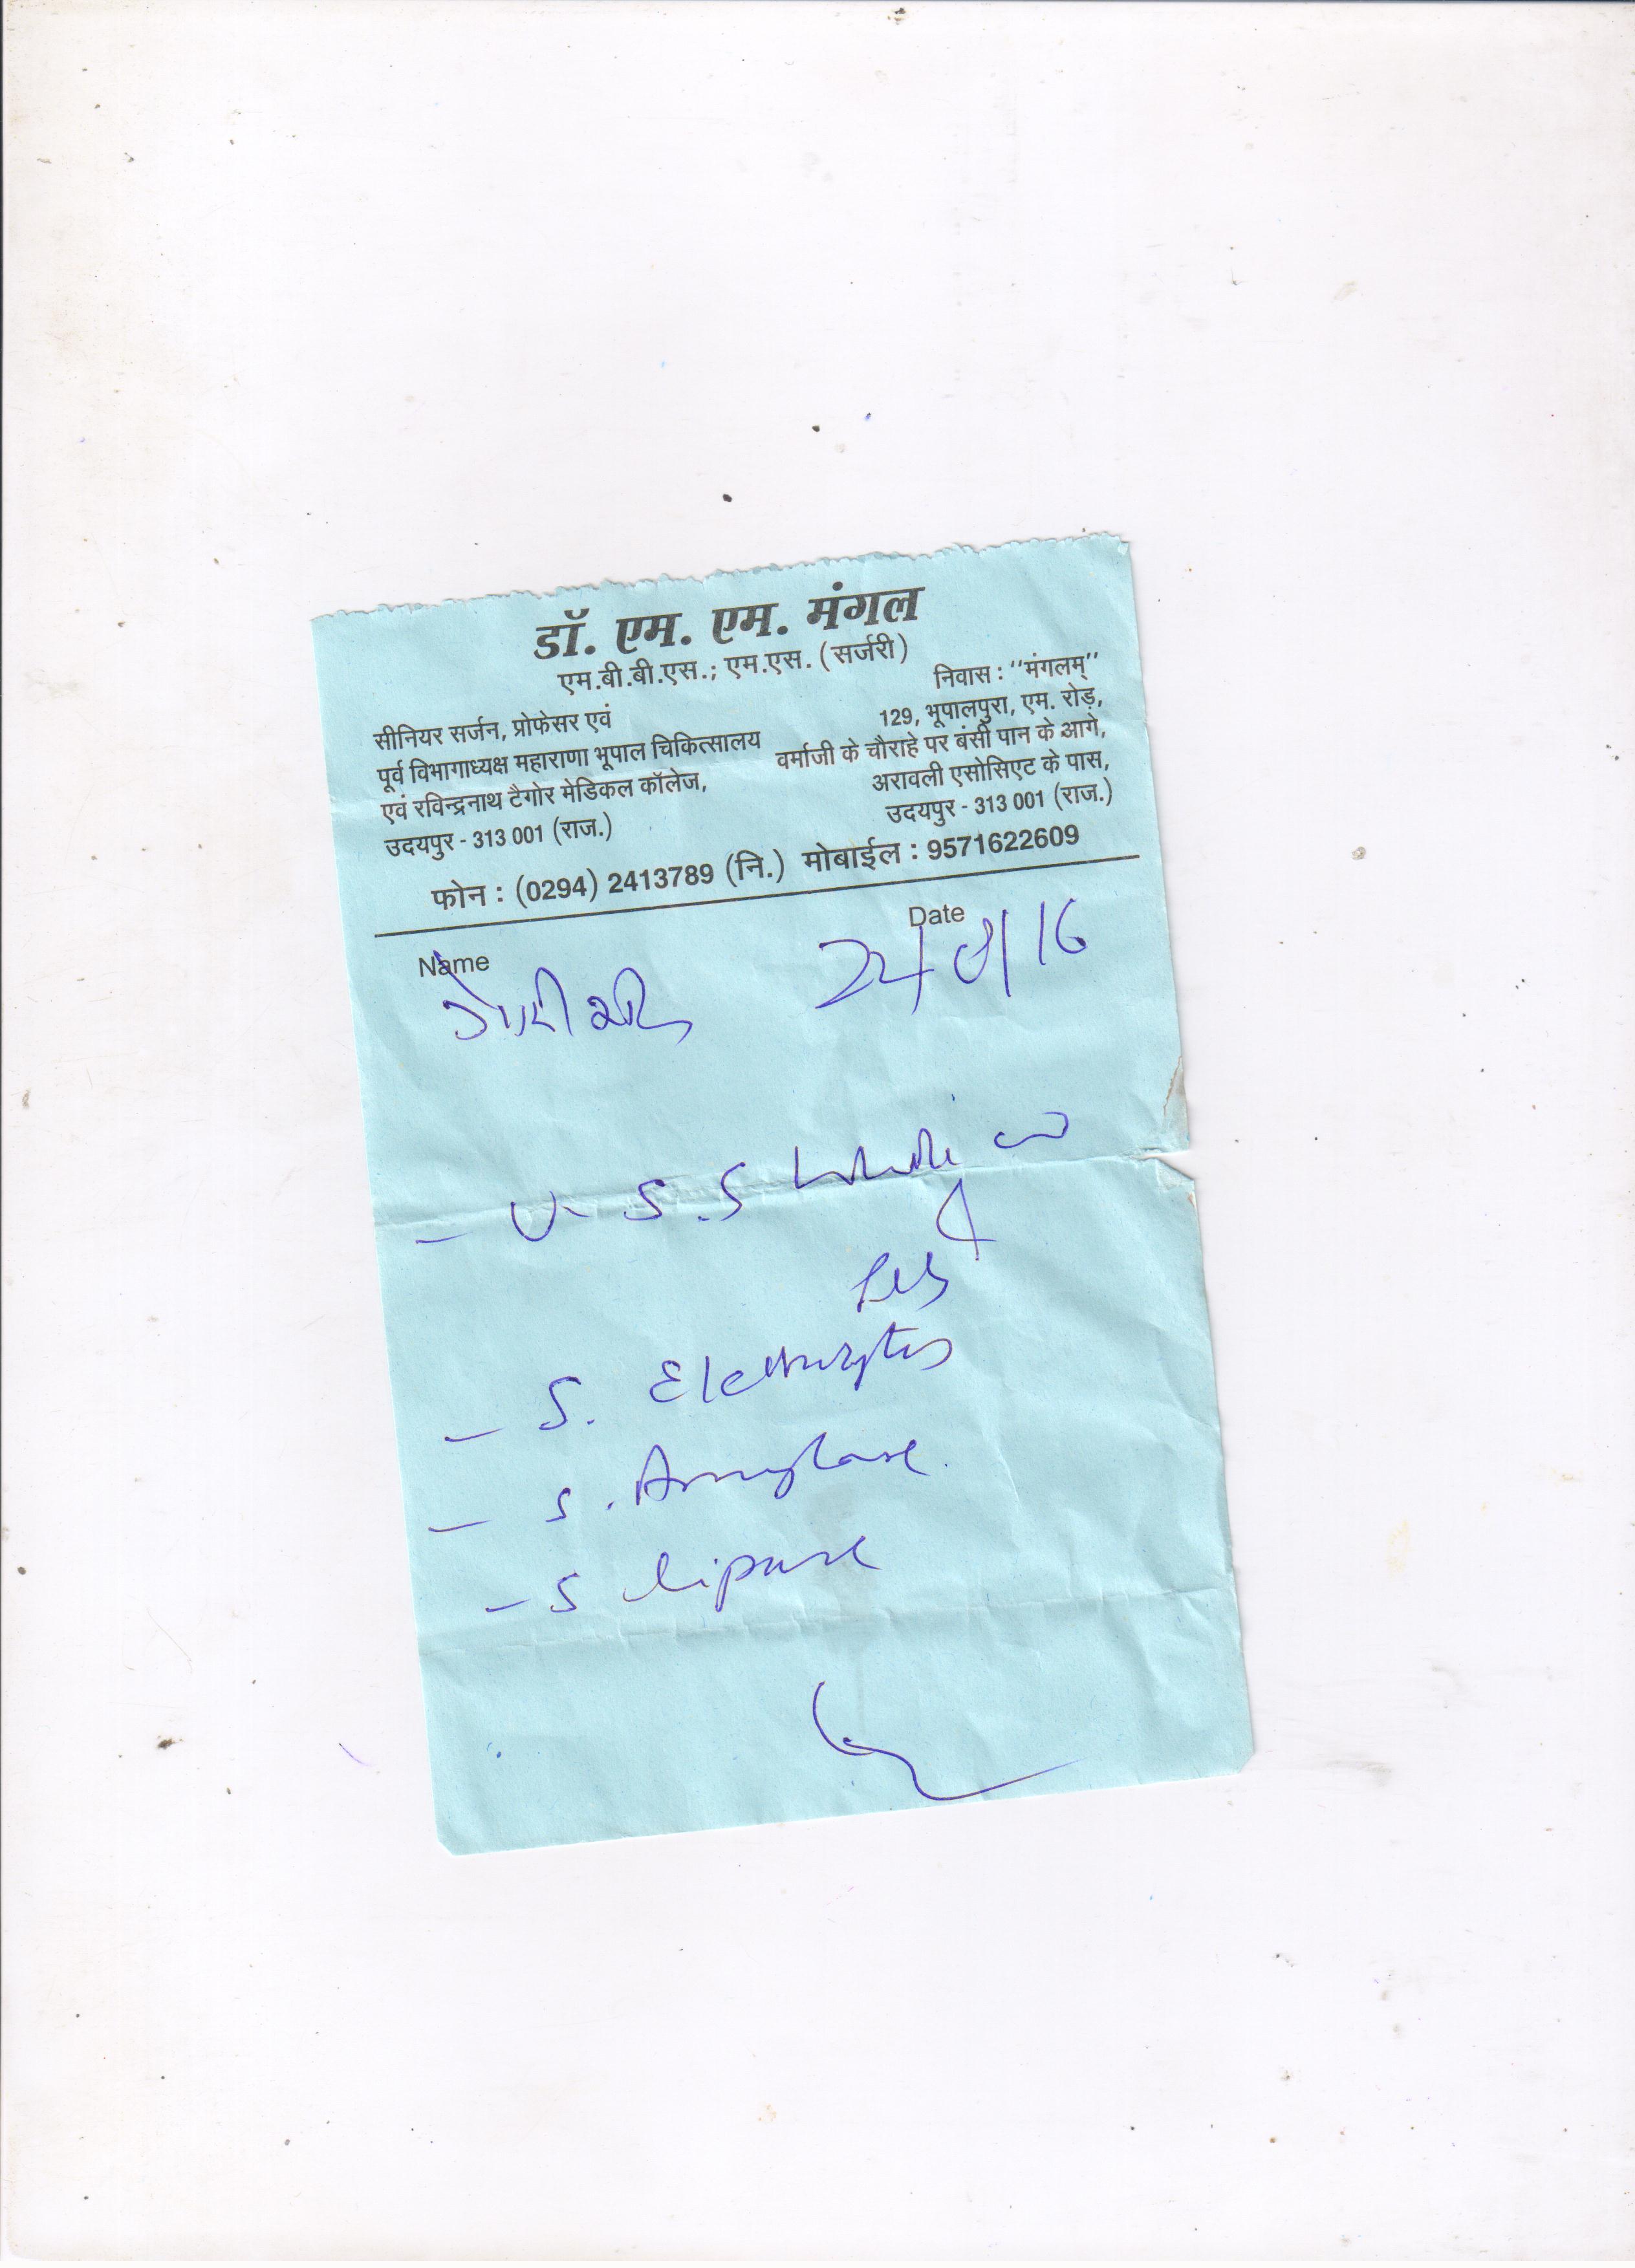 डॉ. एम. एम. मंगल
एम.बी.बी.एस.; एम.एस. (सर्जरी)
सीनियर सर्जन, प्रोफेसर एवं
पूर्व विभागाध्यक्ष महाराणा भूपाल चिकित्सालय
एवं रविन्द्रनाथ टैगोर मेडिकल कॉलेज,
उदयपुर - 313 001 (राज.)
निवास : ''मंगलम्''
129, भूपालपुरा, एम. रोड़,
वर्माजी के चौराहे पर बंसी पान के आगे,
अरावली एसोसिएट के पास,
उदयपुर - 313 001 (राज.)
फोन : (0294) 2413789 (नि.) मोबाईल : 9571622609
Name
Date
- S. Electrolytes
- S. Amylase
- S Lipase